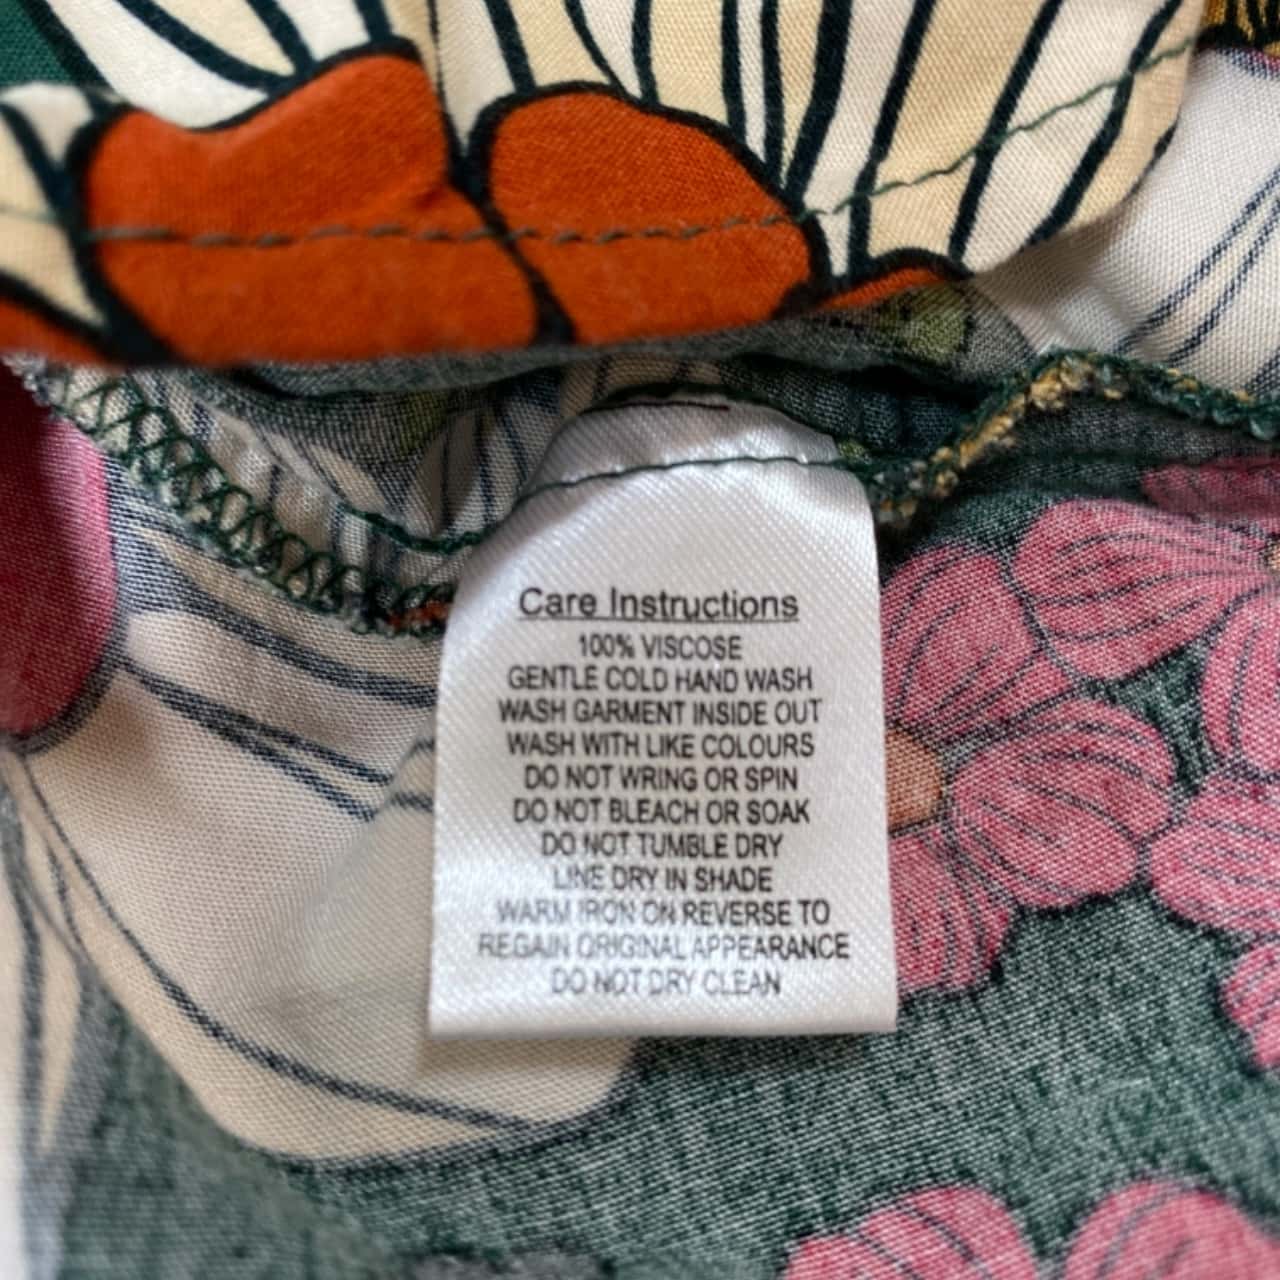 Care Instructions
100% VISCOSE
GENTLE COLD HAND WASH
WASH GARMENT INSIDE OUT
WASH WITH LIKE COLOURS
DO NOT WRING OR SPIN
DO NOT BLEACH OR SOAK
DO NOT TUMBLE DRY
LINE DRY IN SHADE
WARM IRON ON REVERSE TO
REGAIN ORIGINAL APPEARANCE
DO NOT DRY CLEAN